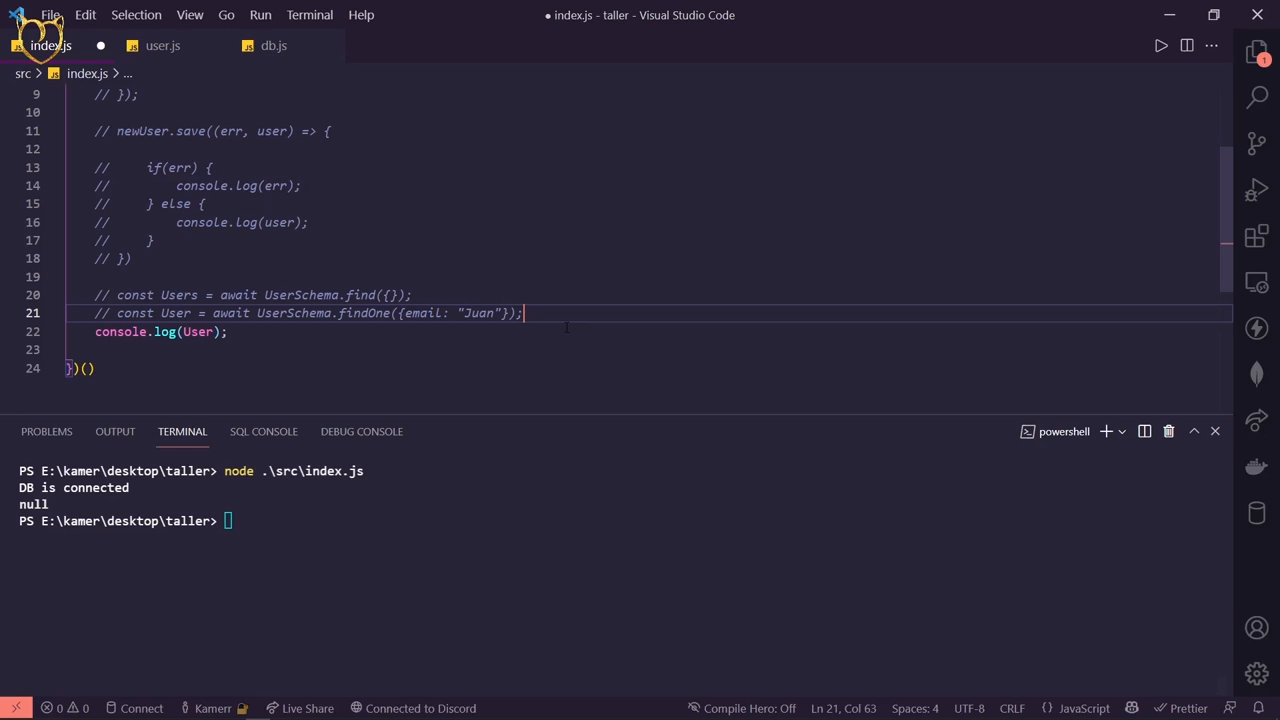 File Edit Selection View Go Run Terminal Help
● index.js - taller - Visual Studio Code
JS index.js ● JS user.js JS db.js
src > JS index.js > ...
9 // });
10
11 // newUser.save((err, user) => {
12
13 // if(err) {
14 // console.log(err);
15 // } else {
16 // console.log(user);
17 // }
18 // })
19
20 // const Users = await UserSchema.find({});
21 // const User = await UserSchema.findOne({email: "Juan"});
22 console.log(User);
23
24 })()
PROBLEMS OUTPUT TERMINAL SQL CONSOLE DEBUG CONSOLE
powershell
PS E:\kamer\desktop\taller> node .\src\index.js
DB is connected
null
PS E:\kamer\desktop\taller>
1
0 0 Connect Kamerr Live Share Connected to Discord
Compile Hero: Off Ln 21, Col 63 Spaces: 4 UTF-8 CRLF {} JavaScript Prettier